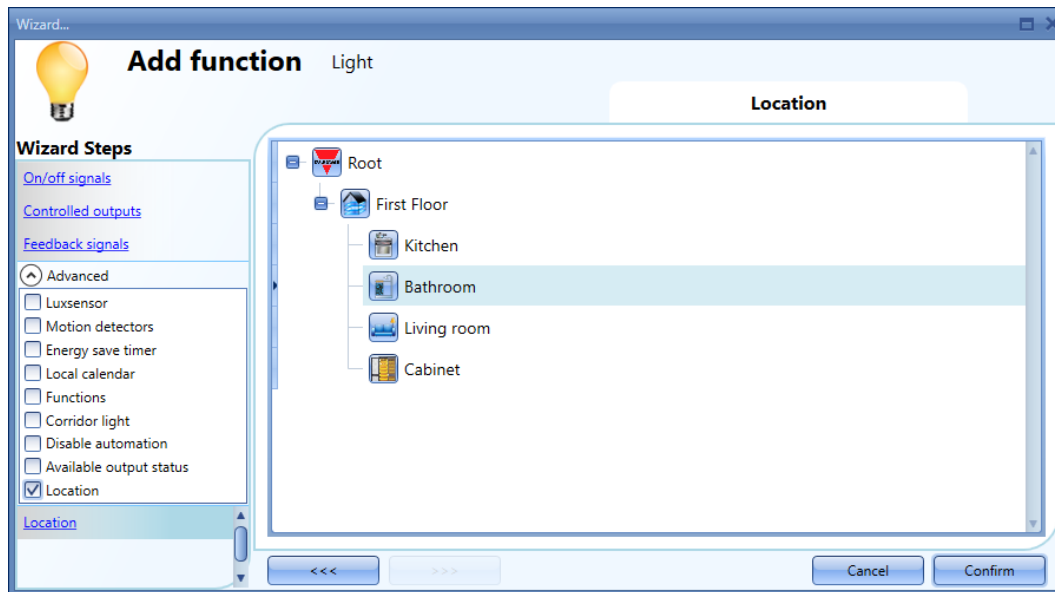 Wizard...
Add function Light
Location
Wizard Steps
On/off signals
Controlled outputs
Feedback signals
Advanced
Luxsensor
Motion detectors
Energy save timer
Local calendar
Functions
Corridor light
Disable automation
Available output status
Location
Location
Root
First Floor
Kitchen
Bathroom
Living room
Cabinet
<<< >>> Cancel Confirm